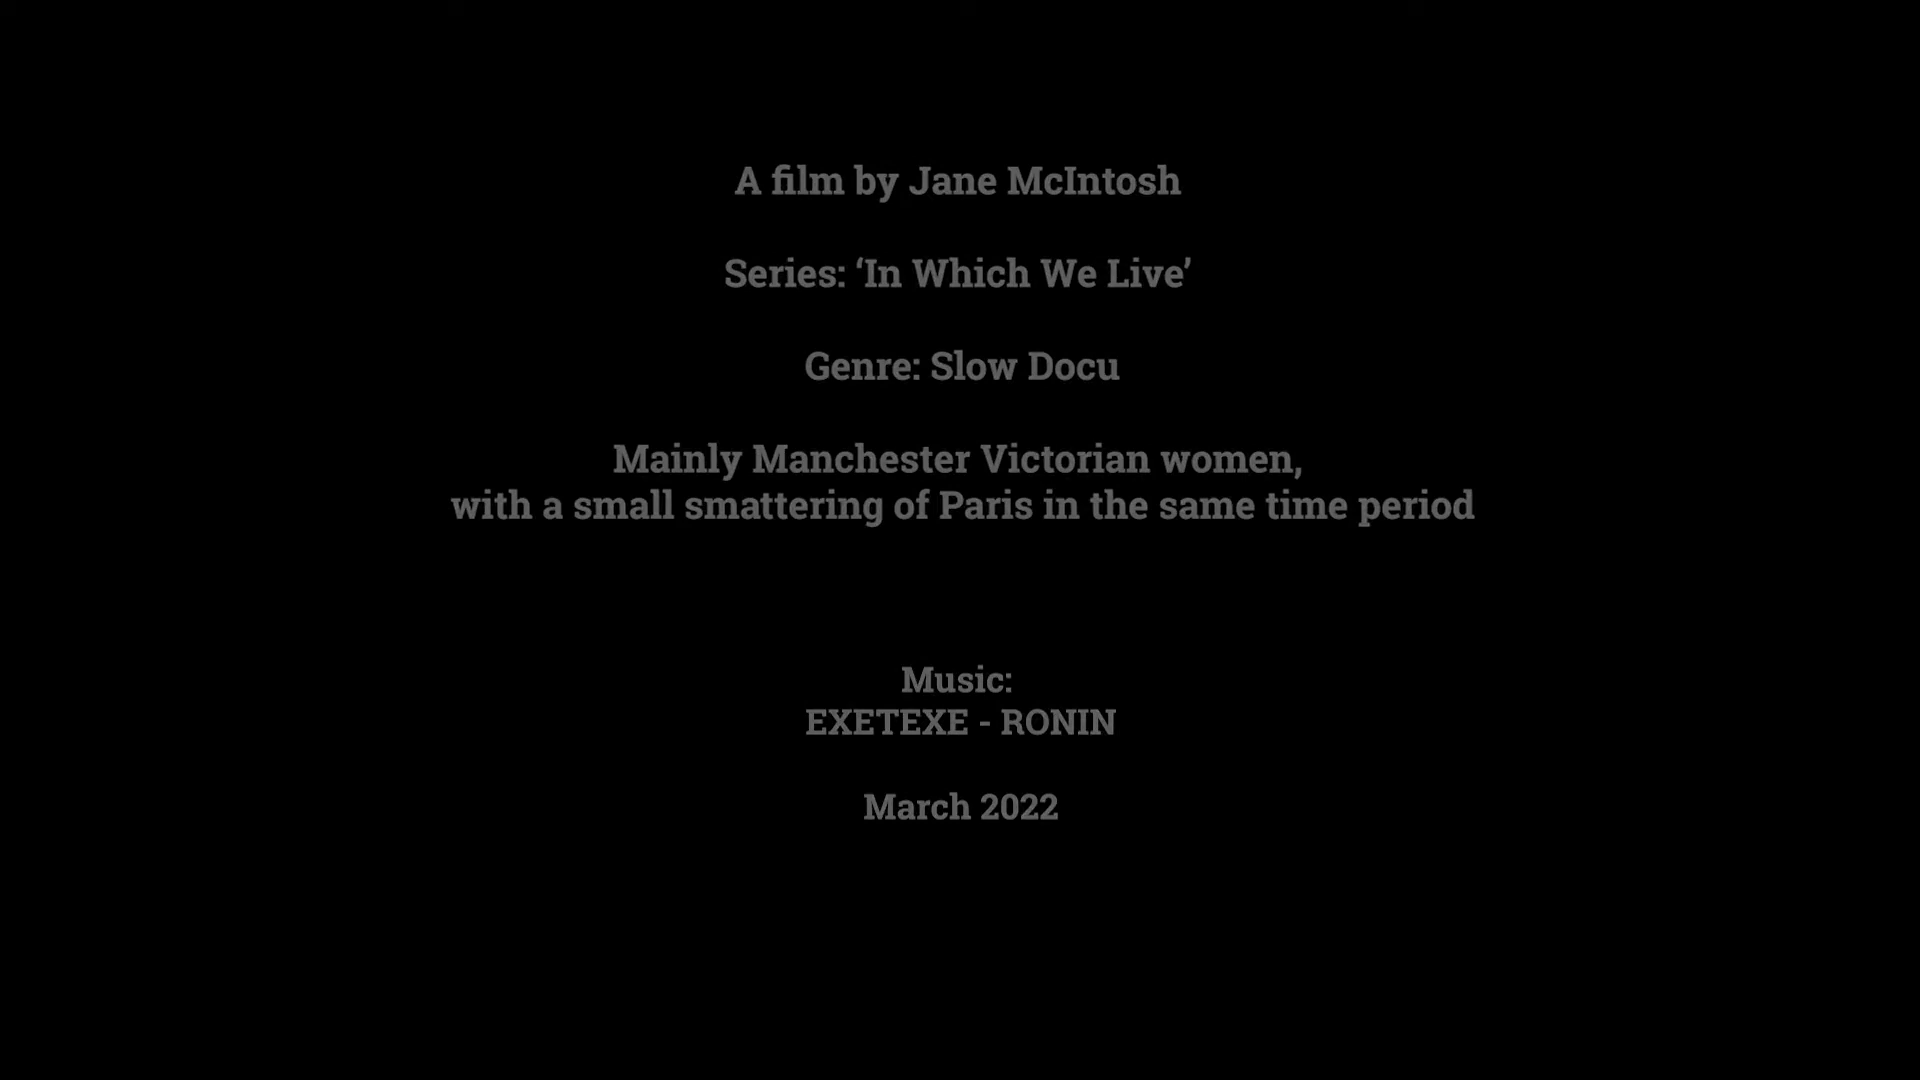 A film by Jane McIntosh
Series: ‘In Which We Live’
Genre: Slow Docu
Mainly Manchester Victorian women,
with a small smattering of Paris in the same time period
Music:
EXETEXE - RONIN
March 2022